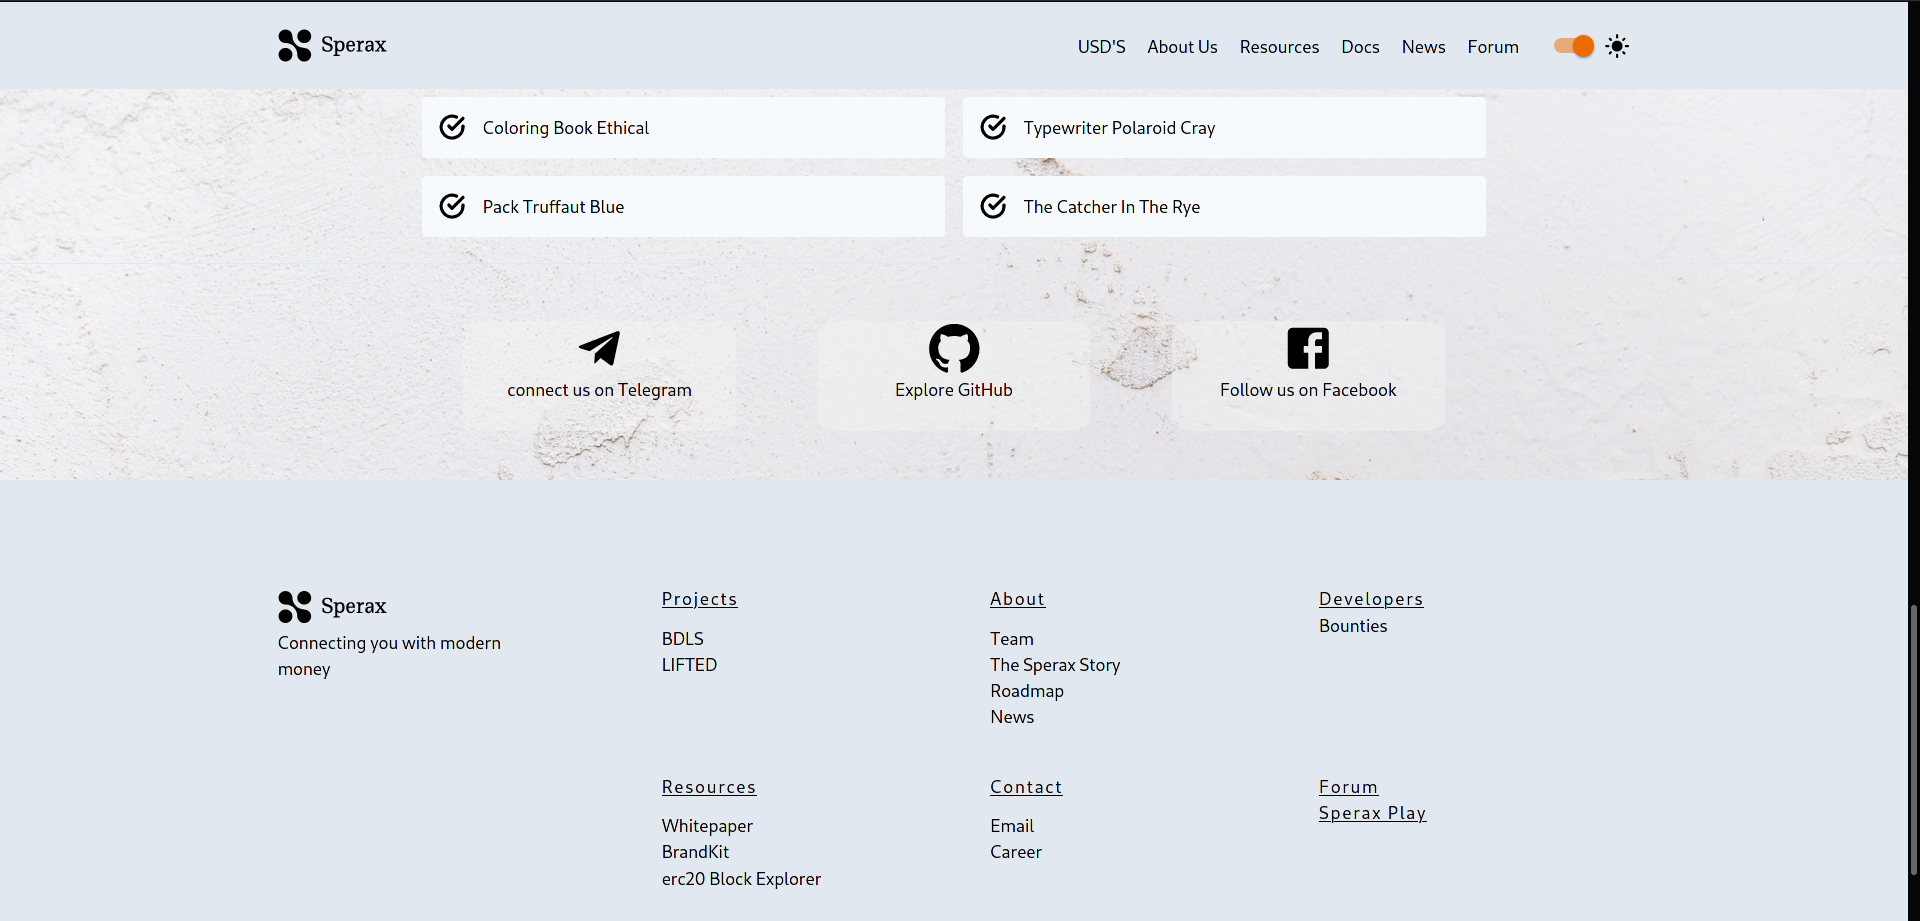 Sperax
USD'S About Us Resources Docs News Forum
Coloring Book Ethical
Typewriter Polaroid Cray
Pack Truffaut Blue
The Catcher In The Rye
connect us on Telegram
Explore GitHub
Follow us on Facebook
Sperax
Connecting you with modern
money
Projects
BDLS
LIFTED
About
Team
The Sperax Story
Roadmap
News
Developers
Bounties
Resources
Whitepaper
BrandKit
erc20 Block Explorer
Contact
Email
Career
Forum
Sperax Play